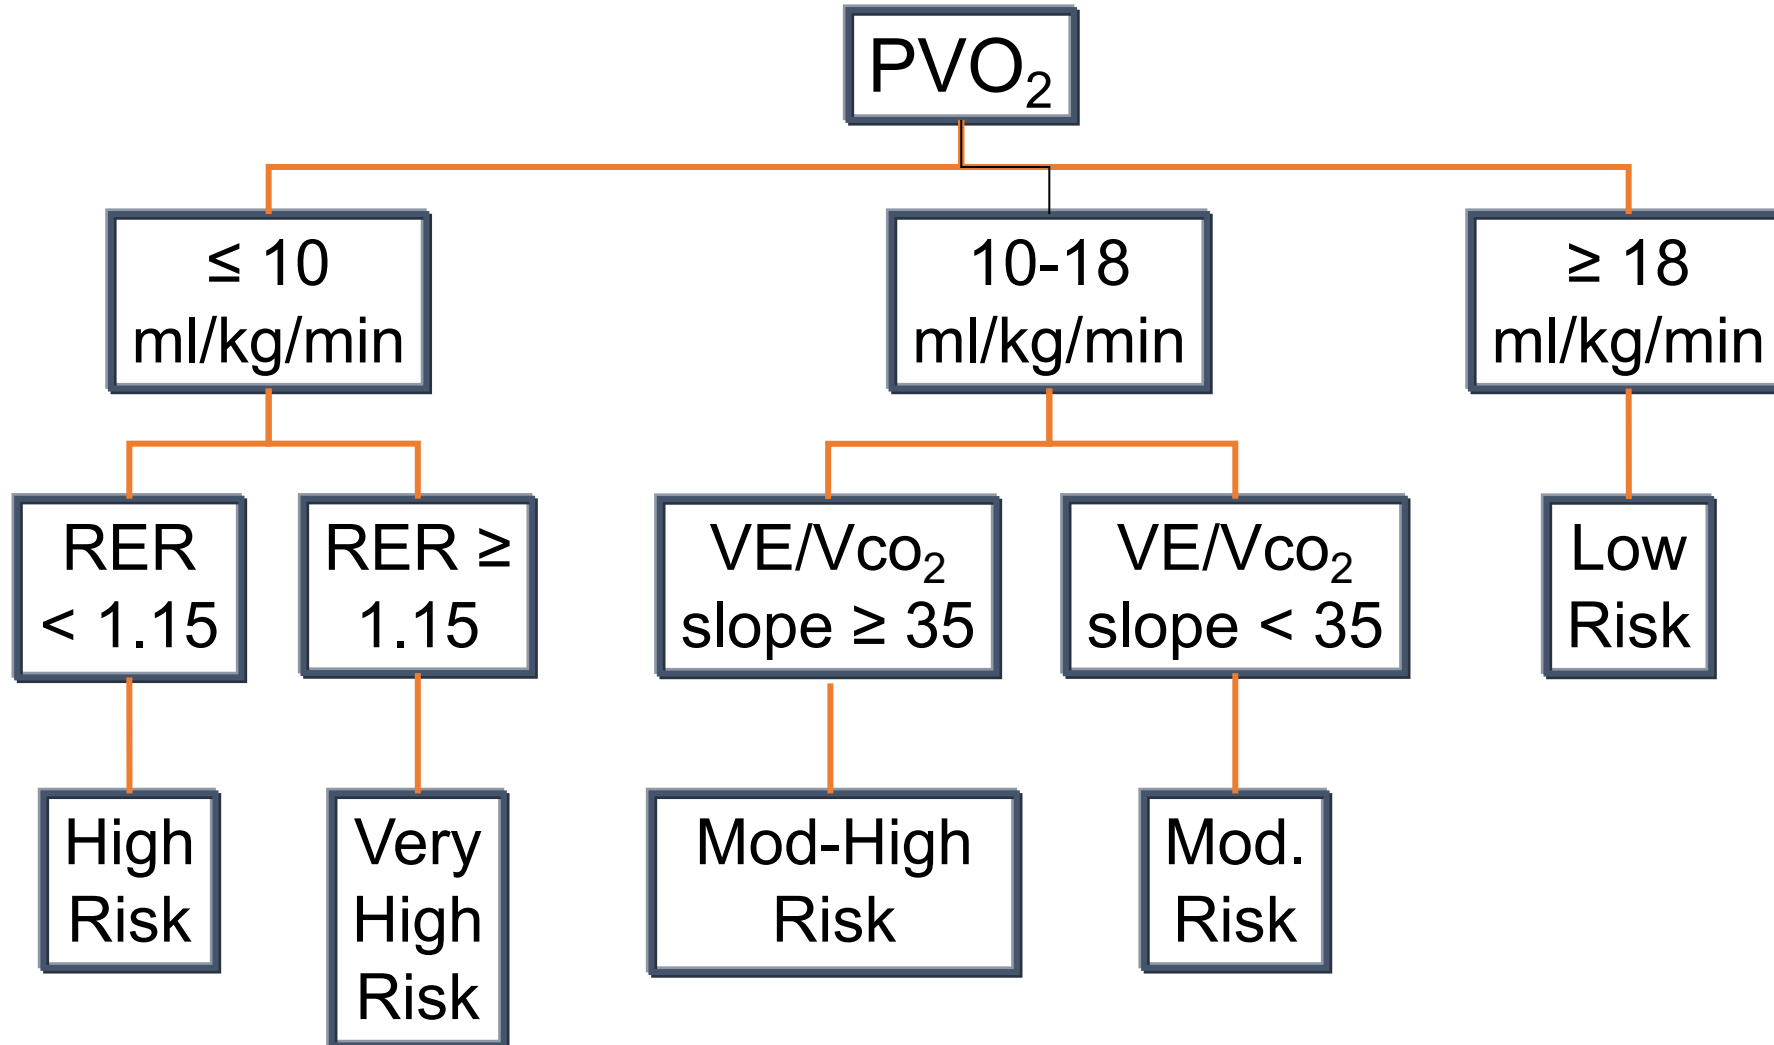 PVO₂
≤ 10
ml/kg/min
10-18
ml/kg/min
≥ 18
ml/kg/min
RER
< 1.15
RER ≥
1.15
VE/Vco₂
slope ≥ 35
VE/Vco₂
slope < 35
Low
Risk
High
Risk
Very
High
Risk
Mod-High
Risk
Mod.
Risk